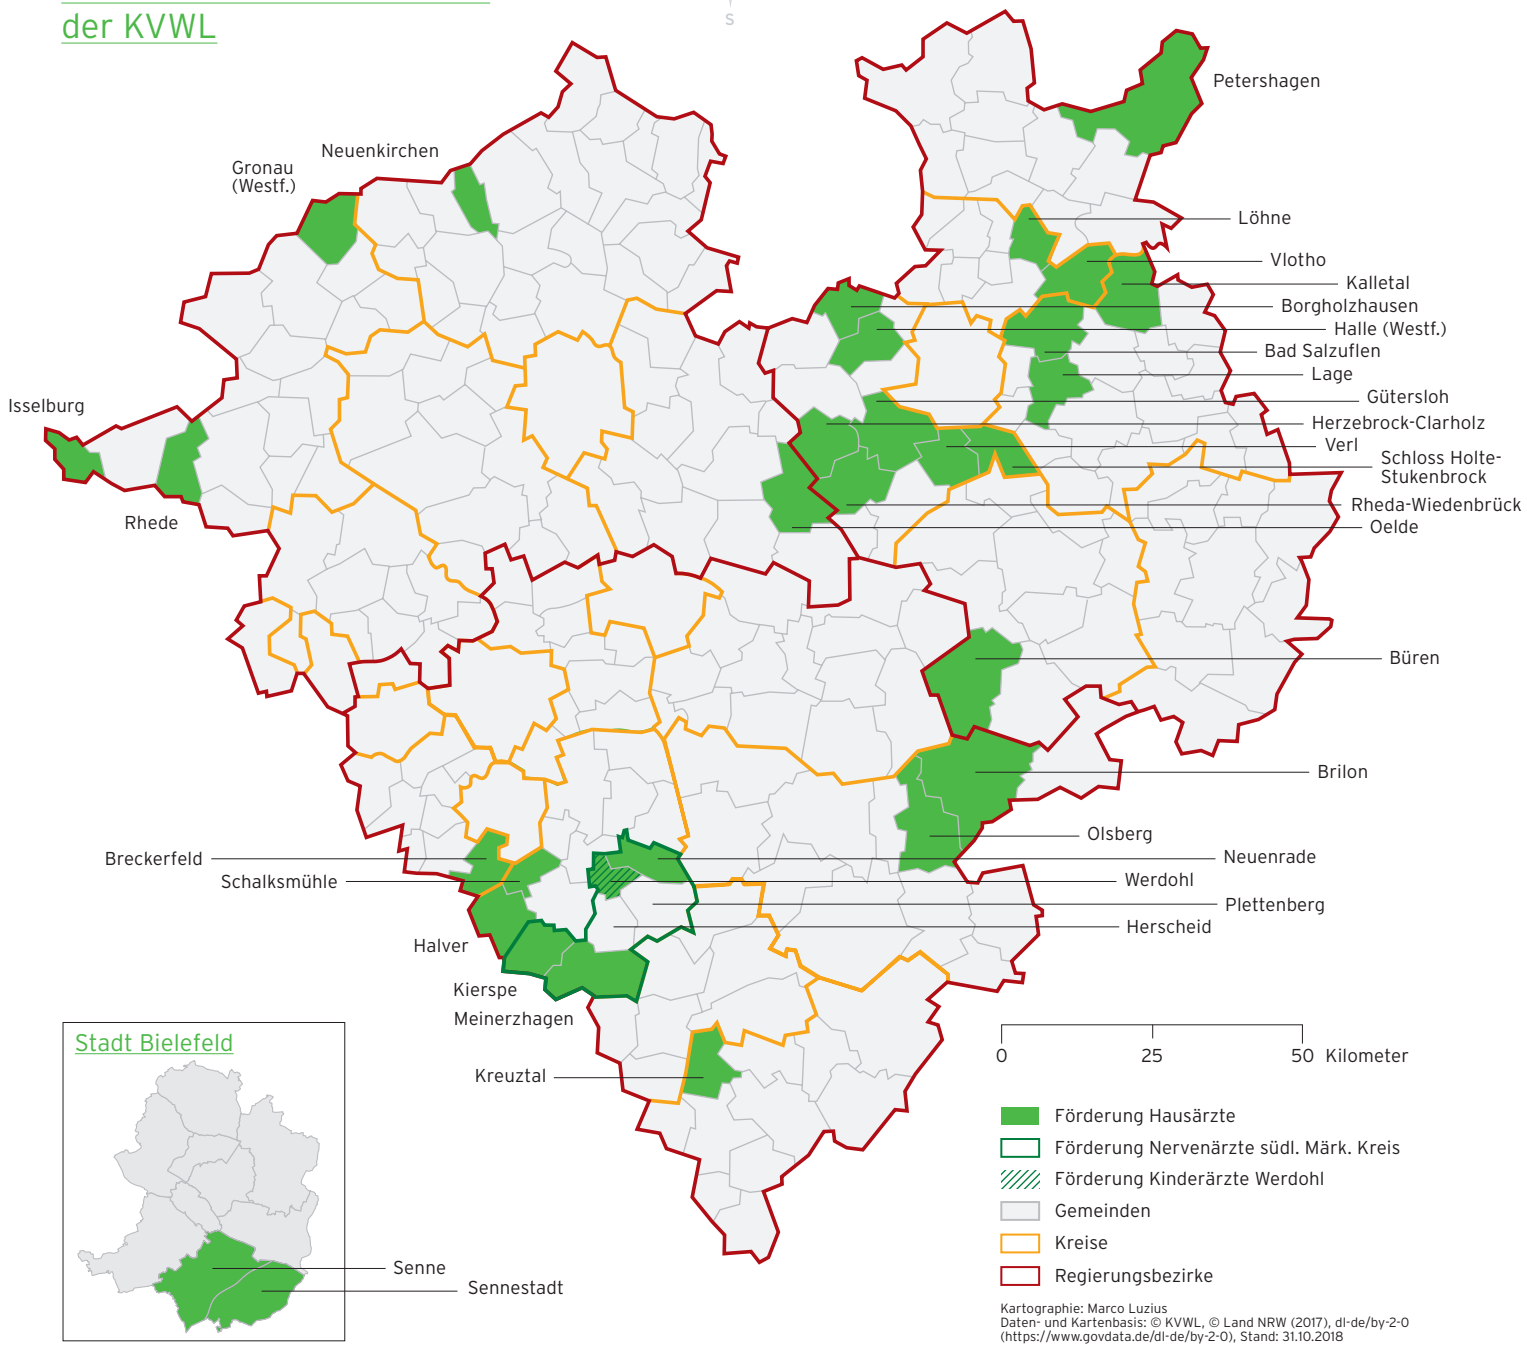 der KVWL
S
Petershagen
Neuenkirchen
Gronau
(Westf.)
Löhne
Vlotho
Kalletal
Borgholzhausen
Halle (Westf.)
Bad Salzuflen
Lage
Isselburg
Gütersloh
Herzebrock-Clarholz
Verl
Schloss Holte-
Stukenbrock
Rheda-Wiedenbrück
Rhede
Oelde
Büren
Brilon
Olsberg
Breckerfeld
Neuenrade
Schalksmühle
Werdohl
Plettenberg
Herscheid
Halver
Kierspe
Meinerzhagen
Kreuztal
Stadt Bielefeld
Senne
Sennestadt
0 25 50 Kilometer
Förderung Hausärzte
Förderung Nervenärzte südl. Märk. Kreis
Förderung Kinderärzte Werdohl
Gemeinden
Kreise
Regierungsbezirke
Kartographie: Marco Luzius
Daten- und Kartenbasis: © KVWL, © Land NRW (2017), dl-de/by-2-0
(https://www.govdata.de/dl-de/by-2-0), Stand: 31.10.2018